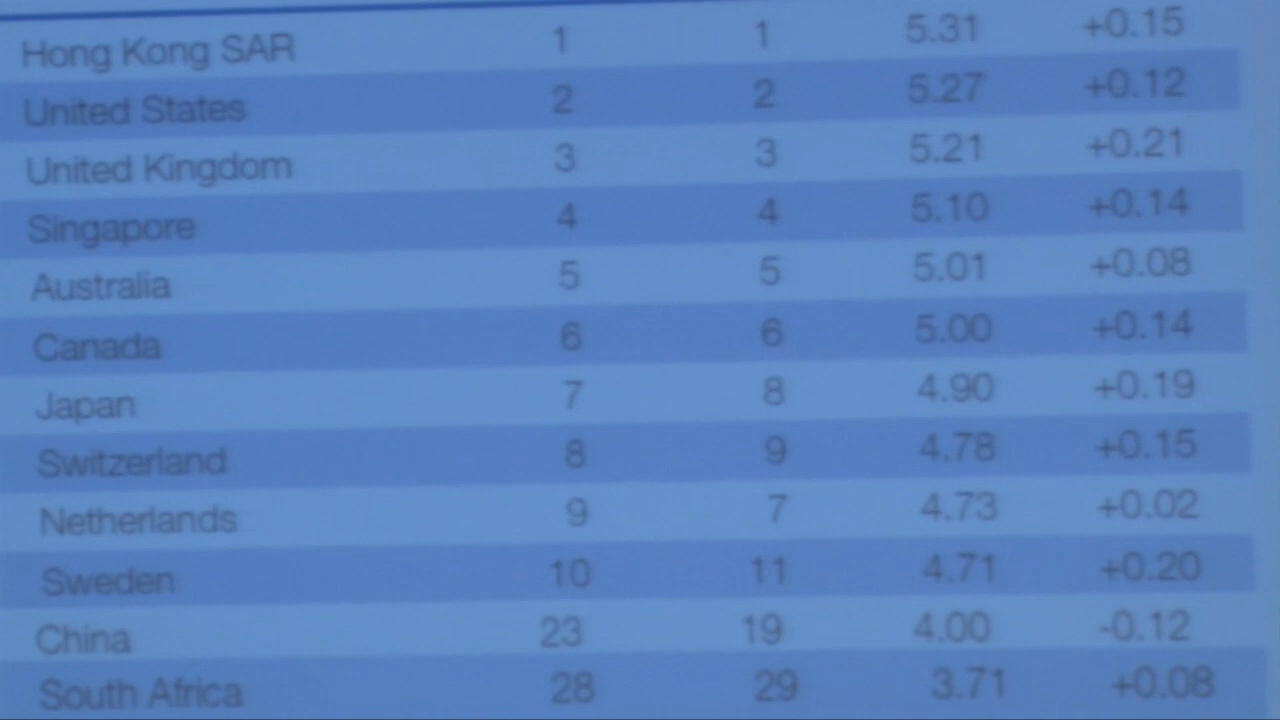 Hong Kong SAR 1 1 5.31 +0.15
United States 2 2 5.27 +0.12
United Kingdom 3 3 5.21 +0.21
Singapore 4 4 5.10 +0.14
Australia 5 5 5.01 +0.08
Canada 6 6 5.00 +0.14
Japan 7 8 4.90 +0.19
Switzerland 8 9 4.78 +0.15
Netherlands 9 7 4.73 +0.02
Sweden 10 11 4.71 +0.20
China 23 19 4.00 -0.12
South Africa 28 29 3.71 +0.08